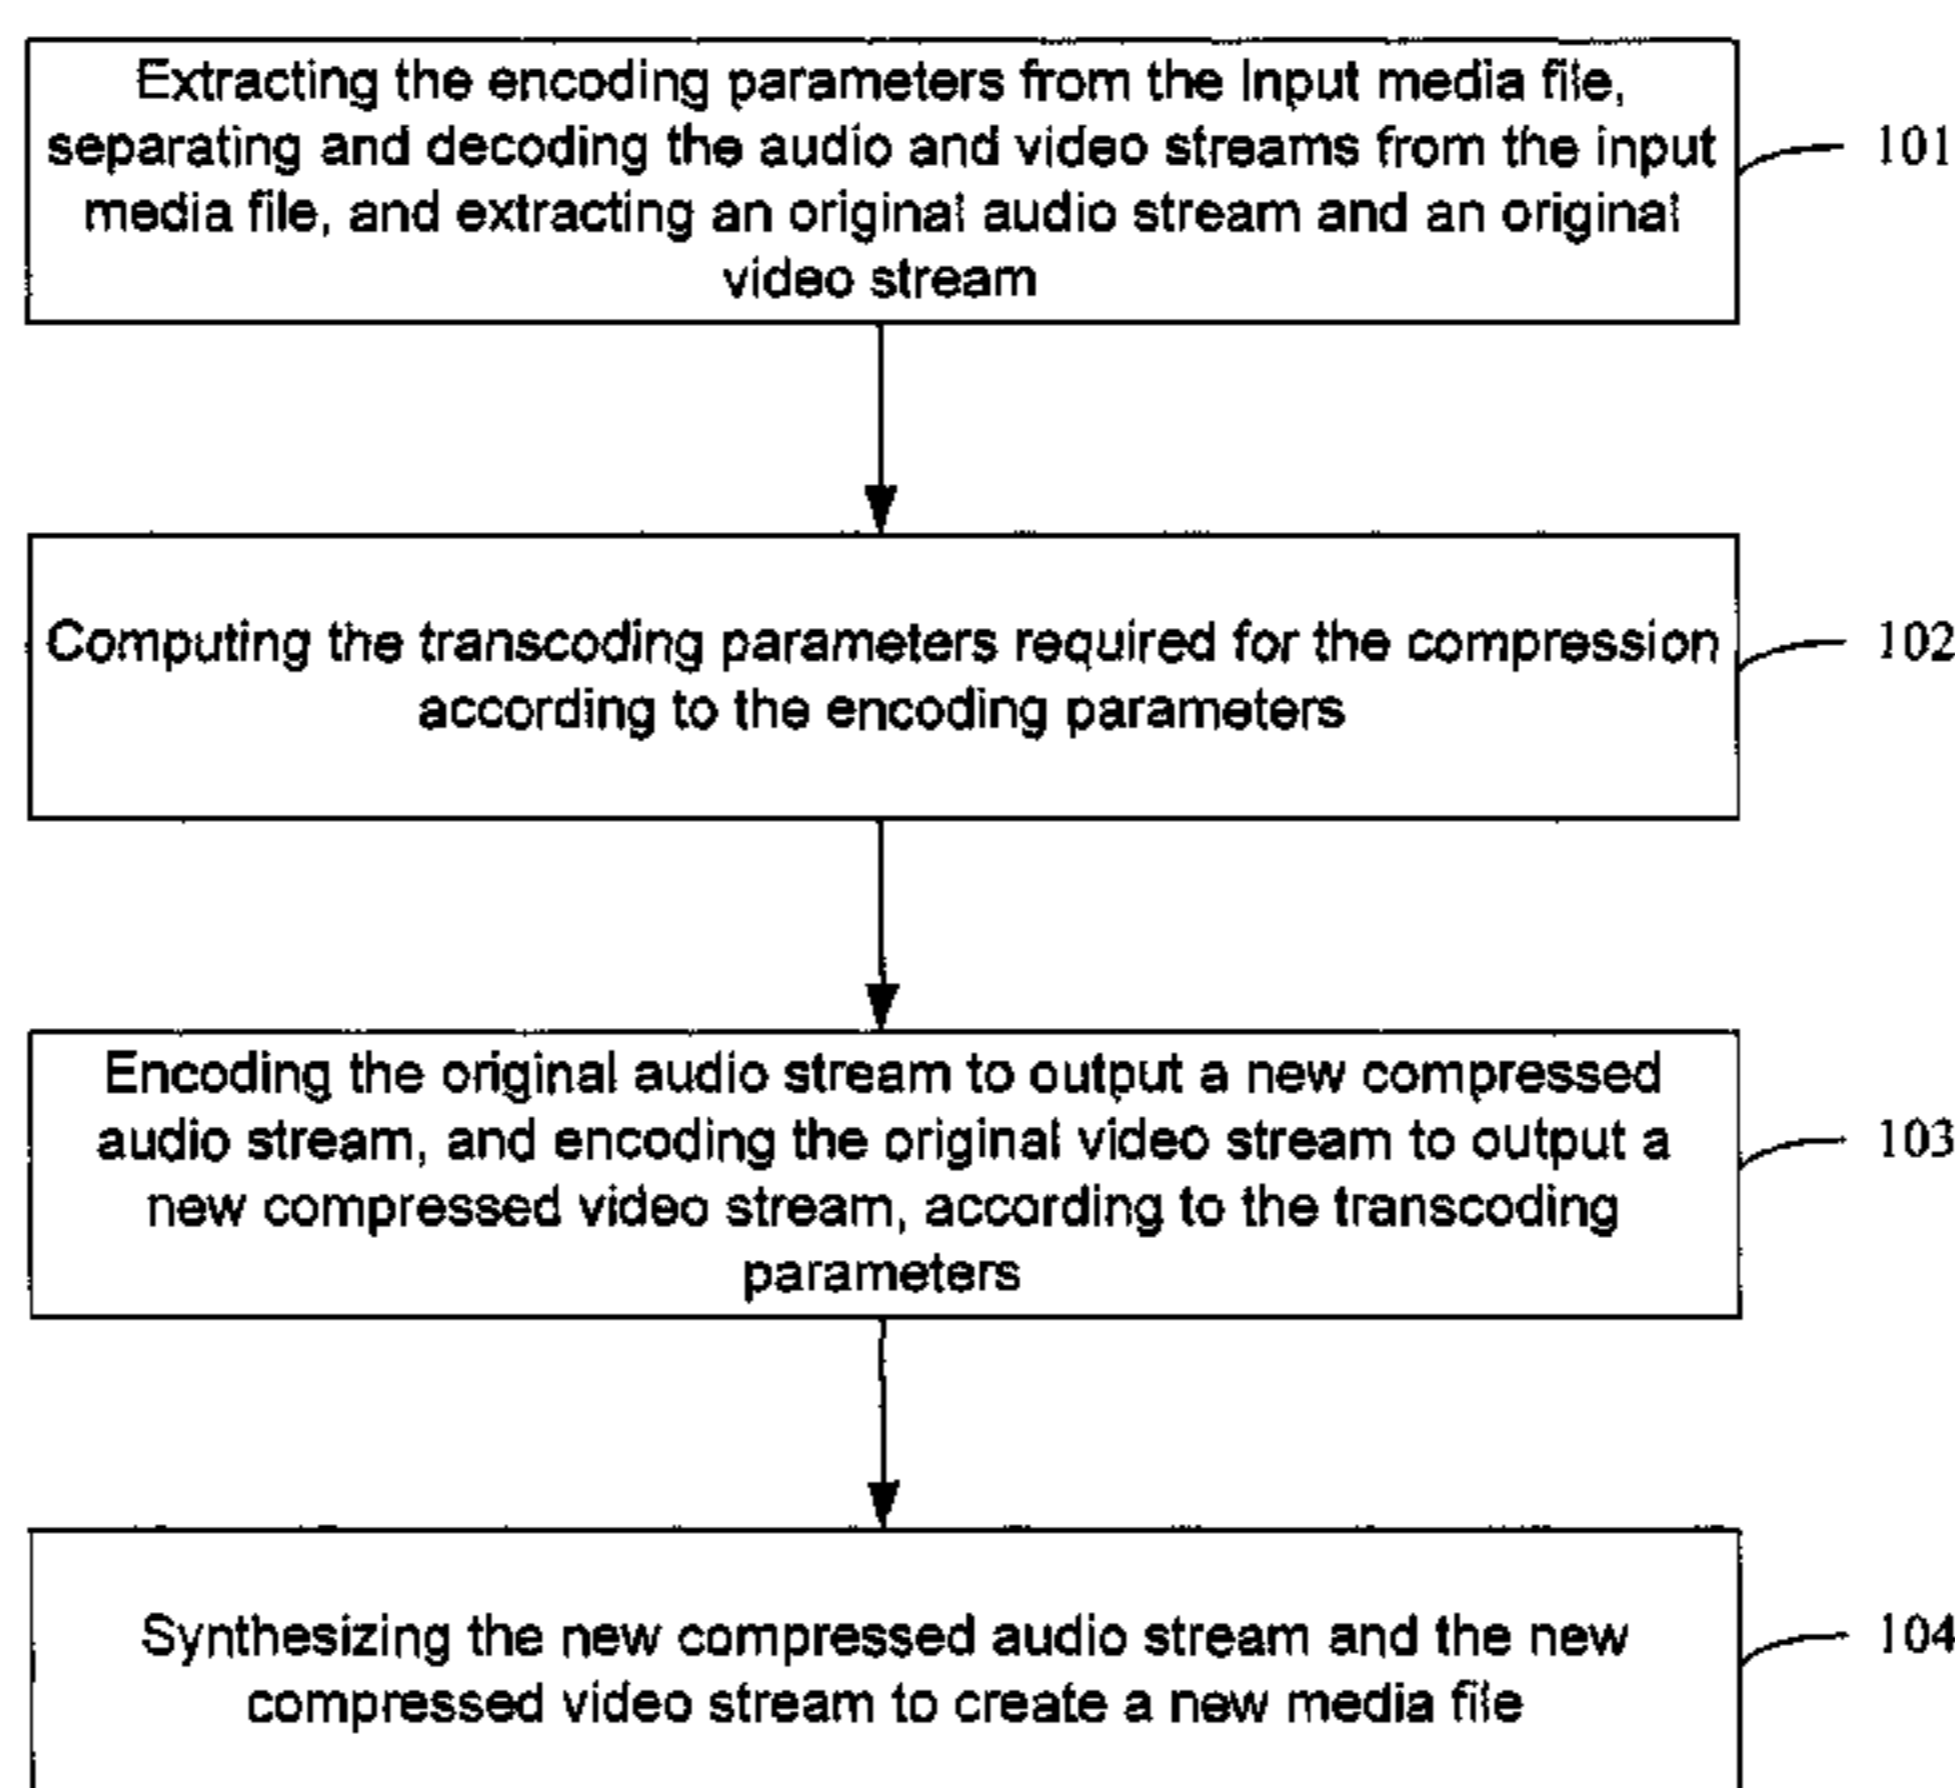 Extracting the encoding parameters from the Input media file,
separating and decoding the audio and video streams from the input
media file, and extracting an original audio stream and an original
video stream
101
Computing the transcoding parameters required for the compression
according to the encoding parameters
102
Encoding the original audio stream to output a new compressed
audio stream, and encoding the original video stream to output a
new compressed video stream, according to the transcoding
parameters
103
Synthesizing the new compressed audio stream and the new
compressed video stream to create a new media file
104